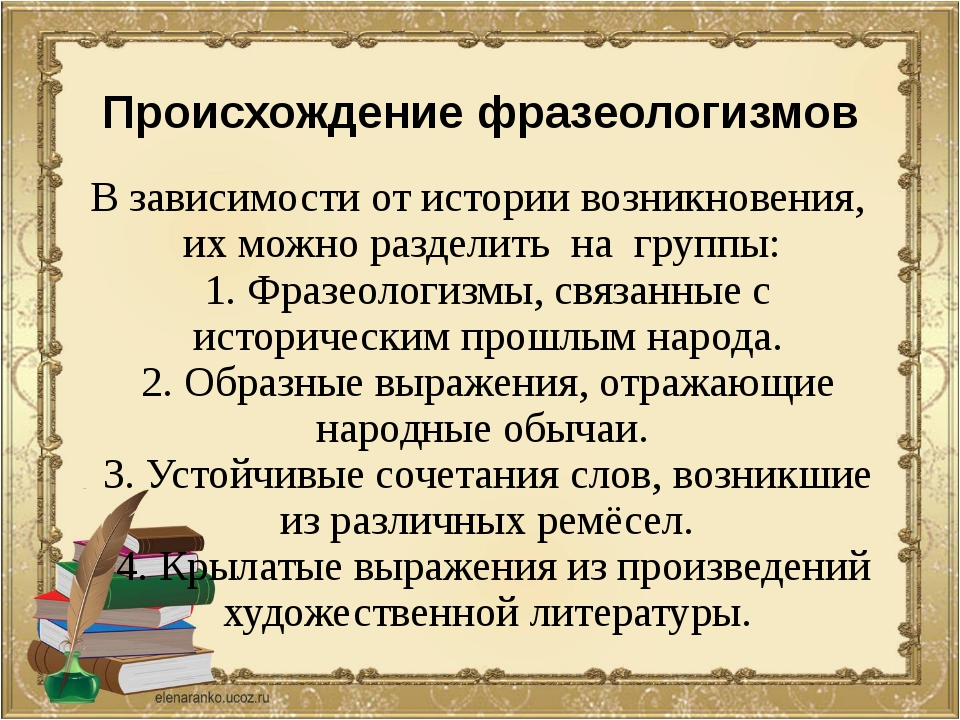 Происхождение фразеологизмов
В зависимости от истории возникновения,
их можно разделить на группы:
1. Фразеологизмы, связанные с
историческим прошлым народа.
2. Образные выражения, отражающие
народные обычаи.
3. Устойчивые сочетания слов, возникшие
из различных ремёсел.
4. Крылатые выражения из произведений
художественной литературы.
elenaranko.ucoz.ru